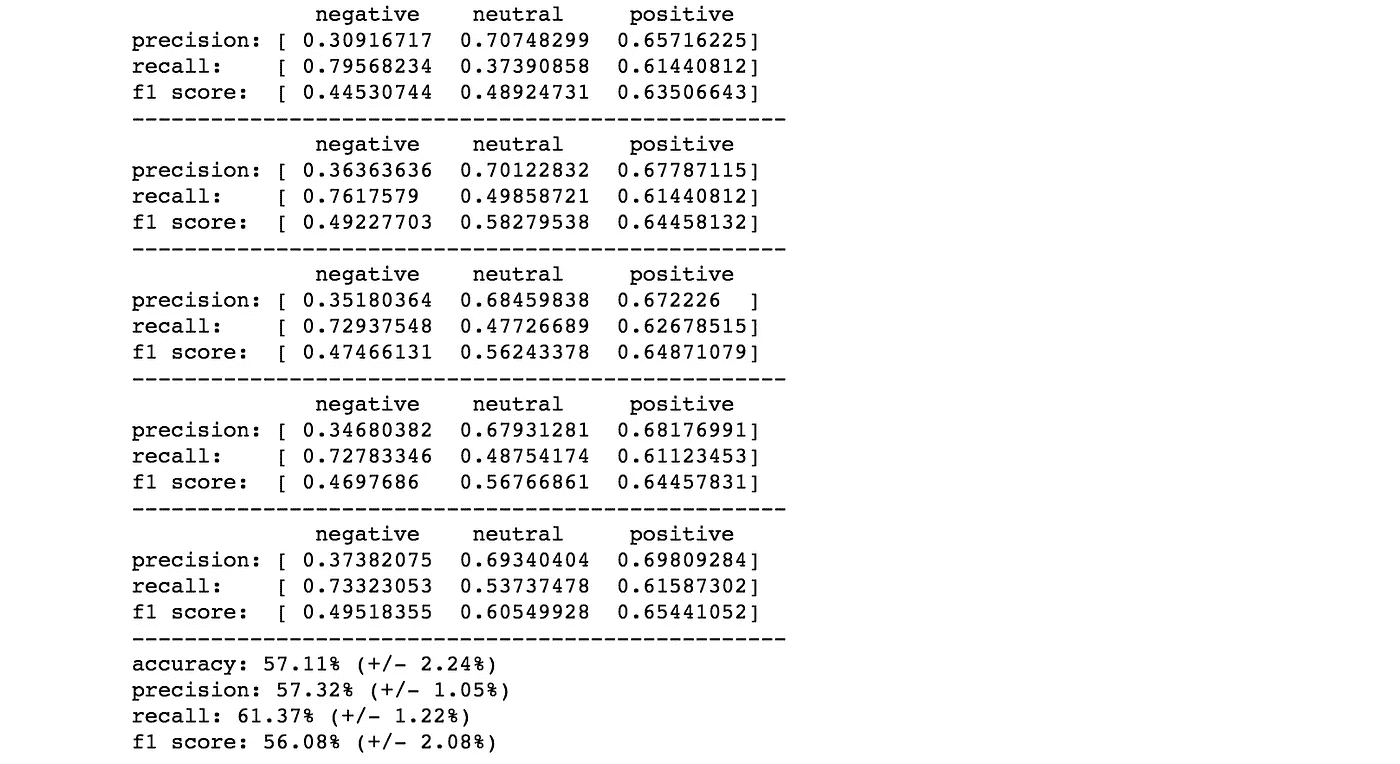 negative neutral positive
precision: [ 0.30916717 0.70748299 0.65716225]
recall: [ 0.79568234 0.37390858 0.61440812]
f1 score: [ 0.44530744 0.48924731 0.63506643]
--------------------------------------------------
negative neutral positive
precision: [ 0.36363636 0.70122832 0.67787115]
recall: [ 0.7617579 0.49858721 0.61440812]
f1 score: [ 0.49227703 0.58279538 0.64458132]
--------------------------------------------------
negative neutral positive
precision: [ 0.35180364 0.68459838 0.672226 ]
recall: [ 0.72937548 0.47726689 0.62678515]
f1 score: [ 0.47466131 0.56243378 0.64871079]
--------------------------------------------------
negative neutral positive
precision: [ 0.34680382 0.67931281 0.68176991]
recall: [ 0.72783346 0.48754174 0.61123453]
f1 score: [ 0.4697686 0.56766861 0.64457831]
--------------------------------------------------
negative neutral positive
precision: [ 0.37382075 0.69340404 0.69809284]
recall: [ 0.73323053 0.53737478 0.61587302]
f1 score: [ 0.49518355 0.60549928 0.65441052]
--------------------------------------------------
accuracy: 57.11% (+/- 2.24%)
precision: 57.32% (+/- 1.05%)
recall: 61.37% (+/- 1.22%)
f1 score: 56.08% (+/- 2.08%)